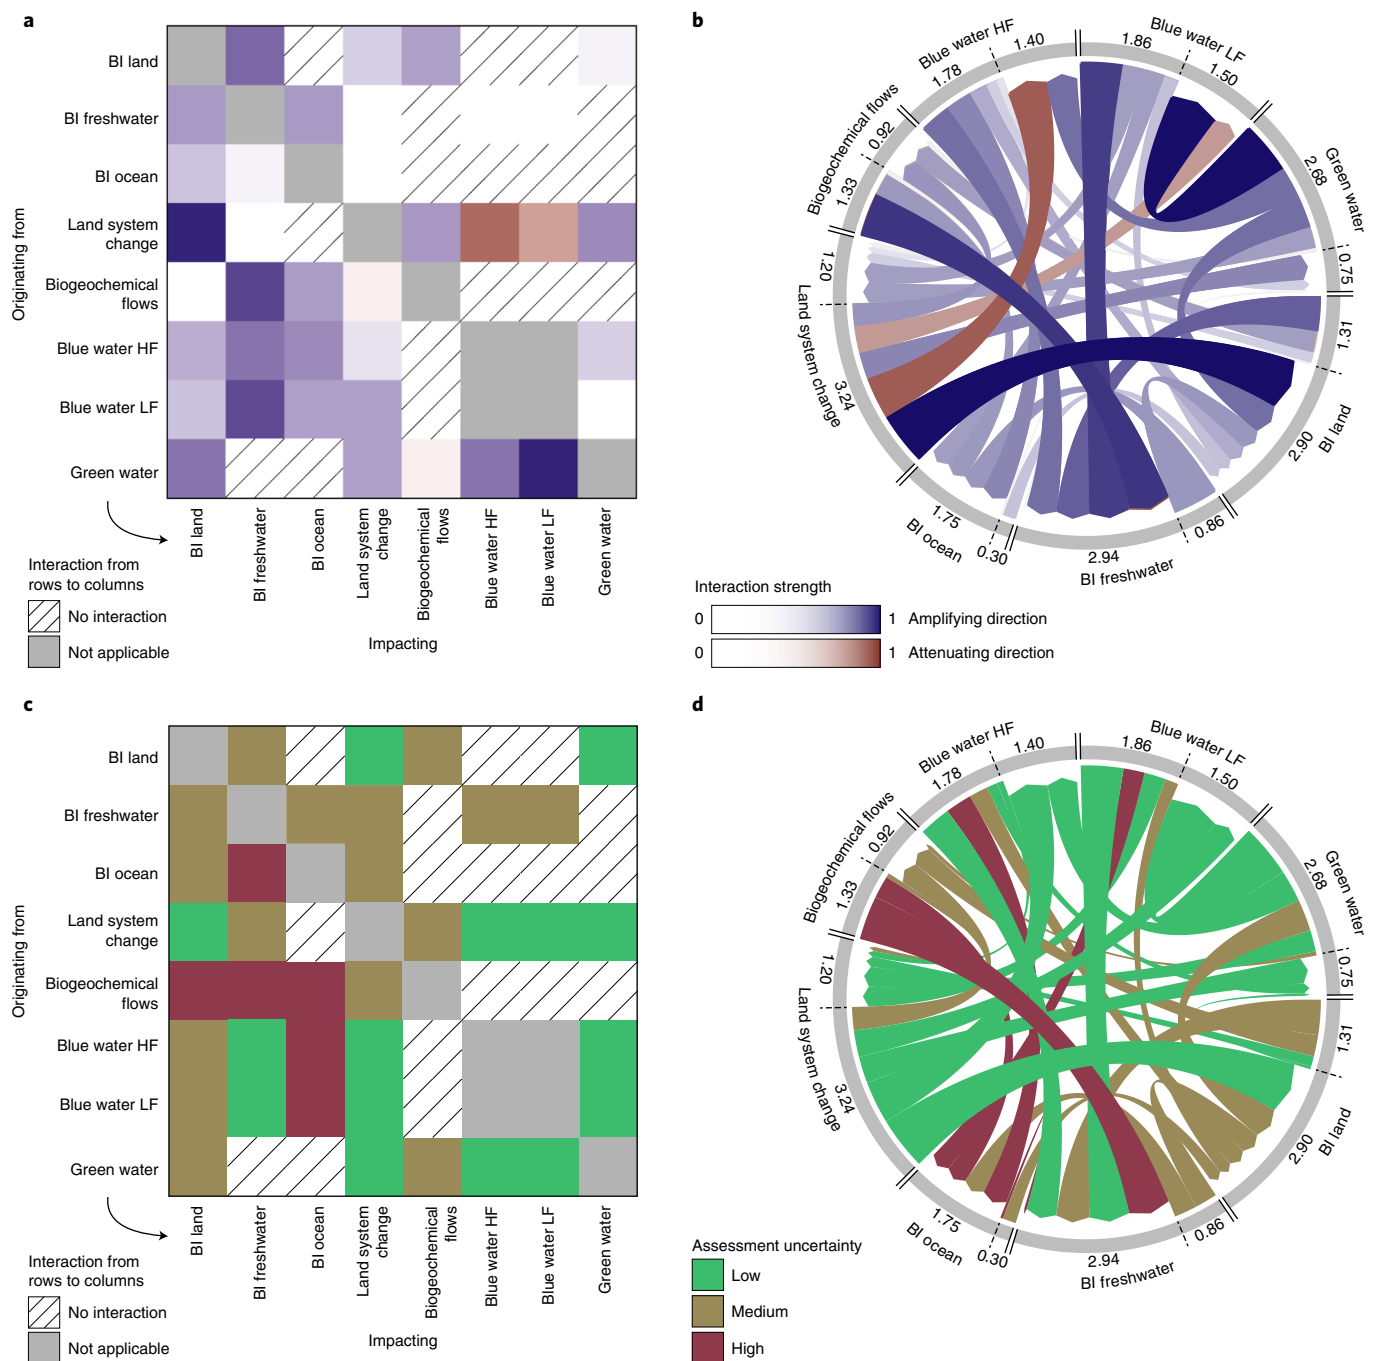 a
BI land
BI freshwater
BI ocean
Land system
change
Biogeochemical
flows
Blue water HF
Blue water LF
Green water
Originating from
BI land
BI freshwater
BI ocean
Land system
change
Biogeochemical
flows
Blue water HF
Blue water LF
Green water
Impacting
Interaction from
rows to columns
No interaction
Not applicable
b
Blue water HF
1.78
1.40
Blue water LF
1.86
1.50
Green water
2.68
0.75
BI land
1.31
2.90
BI freshwater
0.86
2.94
BI ocean
0.30
1.75
Land system change
3.24
1.20
Biogeochemical flows
1.33
0.92
Interaction strength
0
1
Amplifying direction
0
1
Attenuating direction
c
BI land
BI freshwater
BI ocean
Land system
change
Biogeochemical
flows
Blue water HF
Blue water LF
Green water
Originating from
BI land
BI freshwater
BI ocean
Land system
change
Biogeochemical
flows
Blue water HF
Blue water LF
Green water
Impacting
Interaction from
rows to columns
No interaction
Not applicable
d
Blue water HF
1.78
1.40
Blue water LF
1.86
1.50
Green water
2.68
0.75
BI land
1.31
2.90
BI freshwater
0.86
2.94
BI ocean
0.30
1.75
Land system change
3.24
1.20
Biogeochemical flows
1.33
0.92
Assessment uncertainty
Low
Medium
High